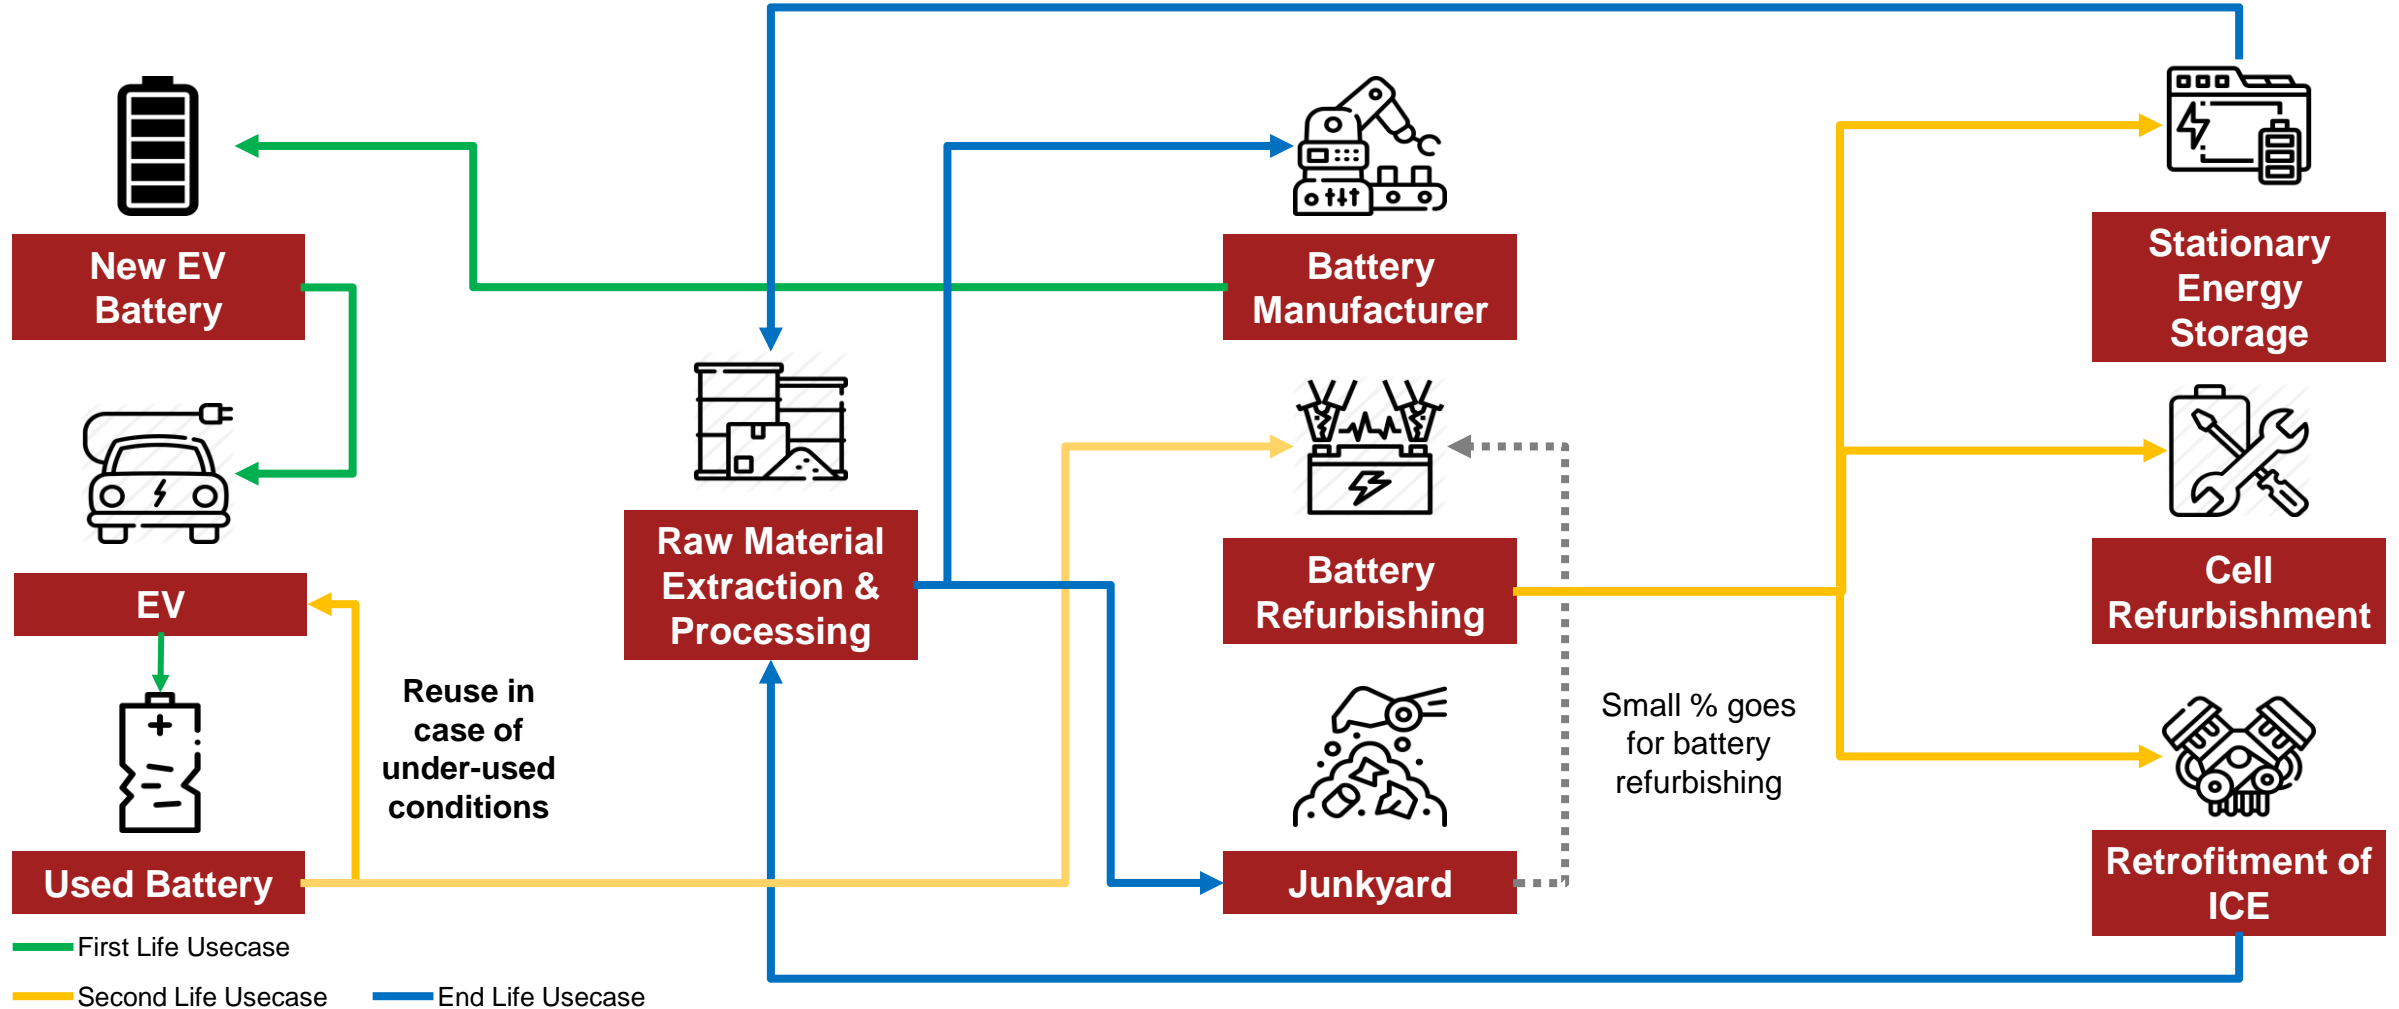 New EV
Battery
Battery
Manufacturer
Stationary
Energy
Storage
Raw Material
Extraction &
Processing
Battery
Refurbishing
Cell
Refurbishment
EV
Reuse in
case of
under-used
conditions
Small % goes
for battery
refurbishing
Used Battery
Junkyard
Retrofitment of
ICE
First Life Usecase
Second Life Usecase
End Life Usecase